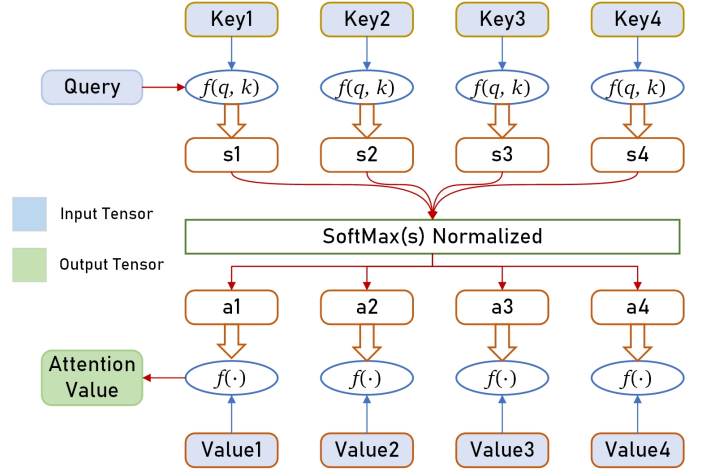 Key1
Key2
Key3
Key4
Query
f(q, k)
f(q, k)
f(q, k)
f(q, k)
s1
s2
s3
s4
Input Tensor
SoftMax(s) Normalized
Output Tensor
a1
a2
a3
a4
Attention
Value
f(·)
f(·)
f(·)
f(·)
Value1
Value2
Value3
Value4